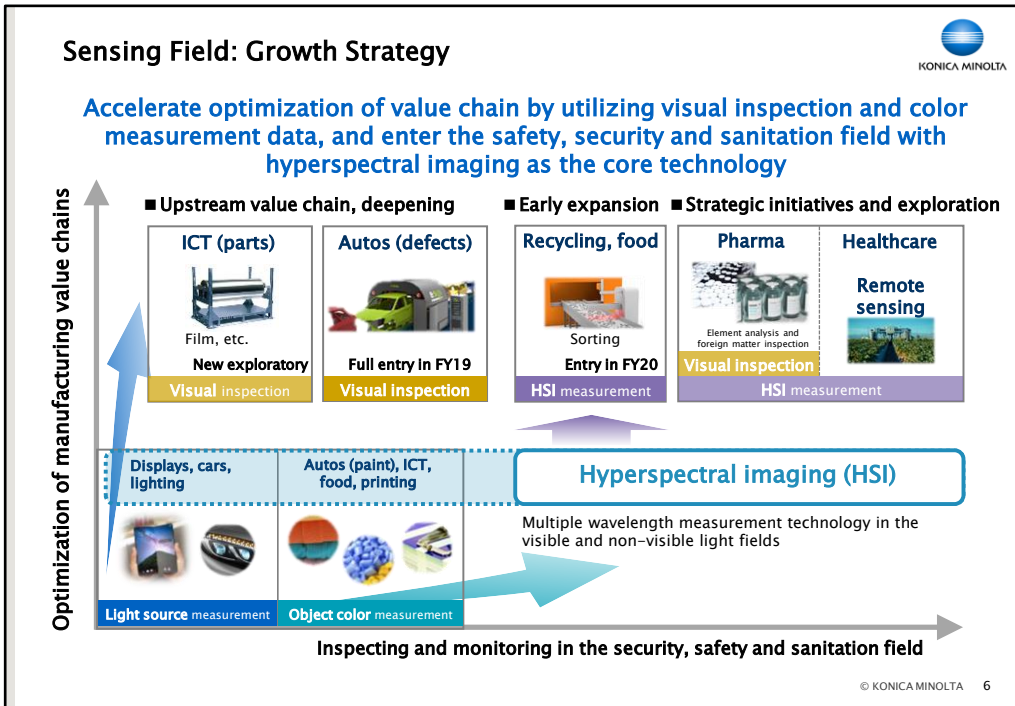 Sensing Field: Growth Strategy
KONICA MINOLTA
Accelerate optimization of value chain by utilizing visual inspection and color
measurement data, and enter the safety, security and sanitation field with
hyperspectral imaging as the core technology
Optimization of manufacturing value chains
■ Upstream value chain, deepening
■ Early expansion
■ Strategic initiatives and exploration
ICT (parts)
Film, etc.
New exploratory
Visual inspection
Autos (defects)
Full entry in FY19
Visual inspection
Recycling, food
Sorting
Entry in FY20
HSI measurement
Pharma
Element analysis and
foreign matter inspection
Visual inspection
Healthcare
Remote
sensing
HSI measurement
Displays, cars,
lighting
Light source measurement
Autos (paint), ICT,
food, printing
Object color measurement
Hyperspectral imaging (HSI)
Multiple wavelength measurement technology in the
visible and non-visible light fields
Inspecting and monitoring in the security, safety and sanitation field
© KONICA MINOLTA 6